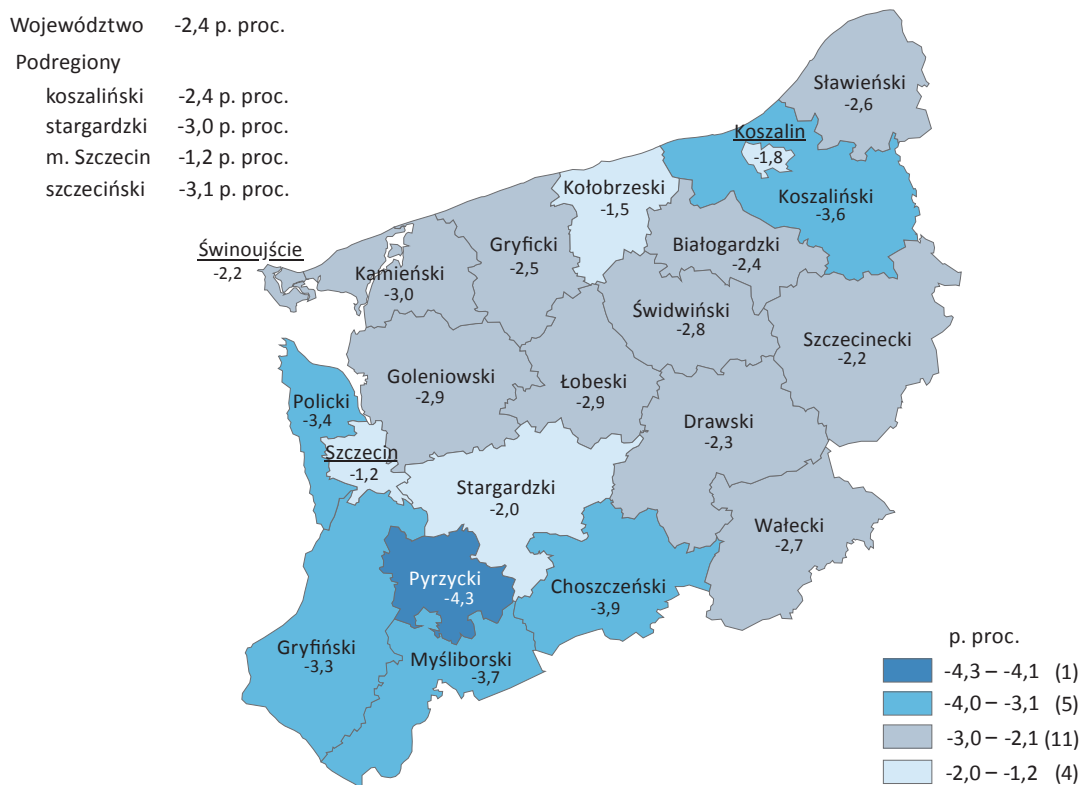 Województwo -2,4 p. proc.
Podregiony
koszaliński -2,4 p. proc.
stargardzki -3,0 p. proc.
m. Szczecin -1,2 p. proc.
szczeciński -3,1 p. proc.
Sławieński
-2,6
Koszalin
-1,8
Kołobrzeski
-1,5
Koszaliński
-3,6
Świnoujście
-2,2
Kamieński
-3,0
Gryficki
-2,5
Białogardzki
-2,4
Świdwiński
-2,8
Szczecinecki
-2,2
Goleniowski
-2,9
Łobeski
-2,9
Policki
-3,4
Drawski
-2,3
Szczecin
-1,2
Stargardzki
-2,0
Wałecki
-2,7
Pyrzycki
-4,3
Choszczeński
-3,9
Gryfiński
-3,3
Myśliborski
-3,7
p. proc.
-4,3 – -4,1 (1)
-4,0 – -3,1 (5)
-3,0 – -2,1 (11)
-2,0 – -1,2 (4)